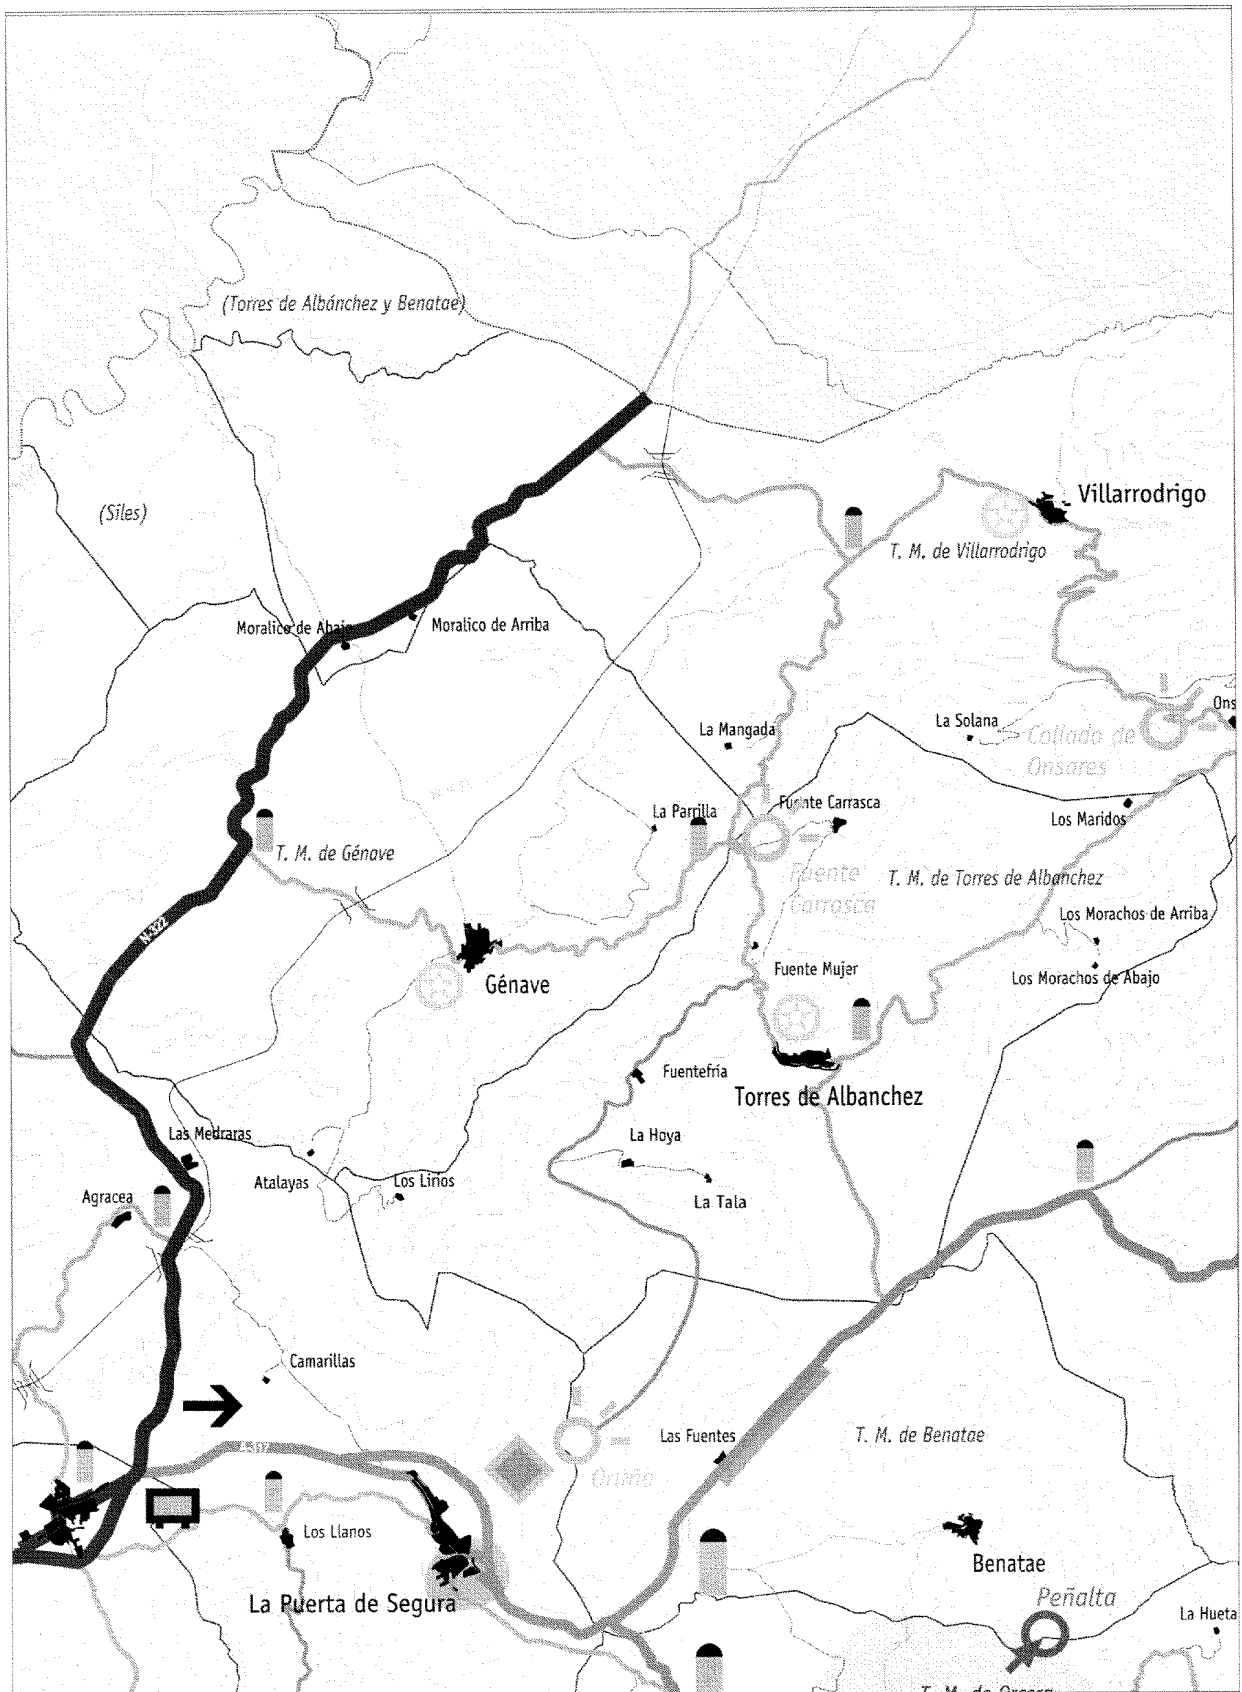 (Torres de Albánchez y Benatae)
(Siles)
Villarrodrigo
T. M. de Villarrodrigo
Moralico de Abajo
Moralico de Arriba
La Mangada
La Solana
Collado de
Onsares
Ons
La Parrilla
Fuente Carrasca
Los Maridos
T. M. de Génave
Fuente
Carrasca
T. M. de Torres de Albanchez
Los Morachos de Arriba
N-322
Génave
Fuente Mujer
Los Morachos de Abajo
Fuentefría
Torres de Albanchez
Las Medraras
La Hoya
Atalayas
Los Liños
Agracea
La Tala
Camarillas
A-317
Las Fuentes
T. M. de Benatae
Oruña
Los Llanos
Benatae
La Puerta de Segura
Peñalta
La Hueta
T. M. de Orcera